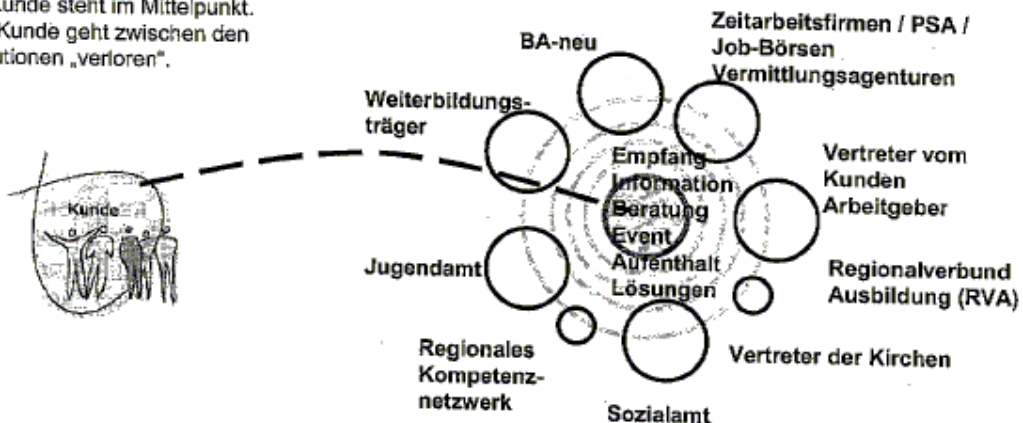 Kunde steht im Mittelpunkt.
Kunde geht zwischen den
„verloren“.
BA-neu
Zeitarbeitsfirmen / PSA /
Job-Börsen
Vermittlungsagenturen
Weiterbildungs-
träger
Empfang
Information
Beratung
Event
Aufenthalt
Lösungen
Vertreter vom
Kunden
Arbeitgeber
Kunde
Jugendamt
Regionalverbund
Ausbildung (RVA)
Regionales
Kompetenz-
netzwerk
Vertreter der Kirchen
Sozialamt